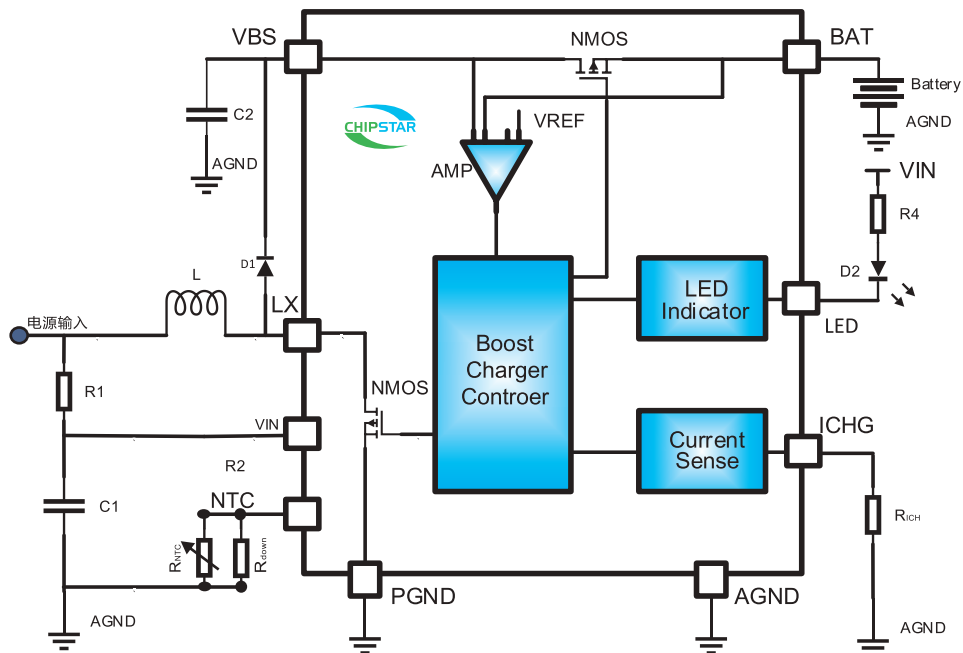 VBS
NMOS
BAT
C2
CHIPSTAR
VREF
Battery
AGND
AGND
AMP
VIN
R4
D1
D2
L
LX
电源输入
LED
Indicator
LED
Boost
Charger
Controer
R1
NMOS
VIN
ICHG
Current
Sense
R2
NTC
C1
RNTC
Rdown
RICH
AGND
PGND
AGND
AGND